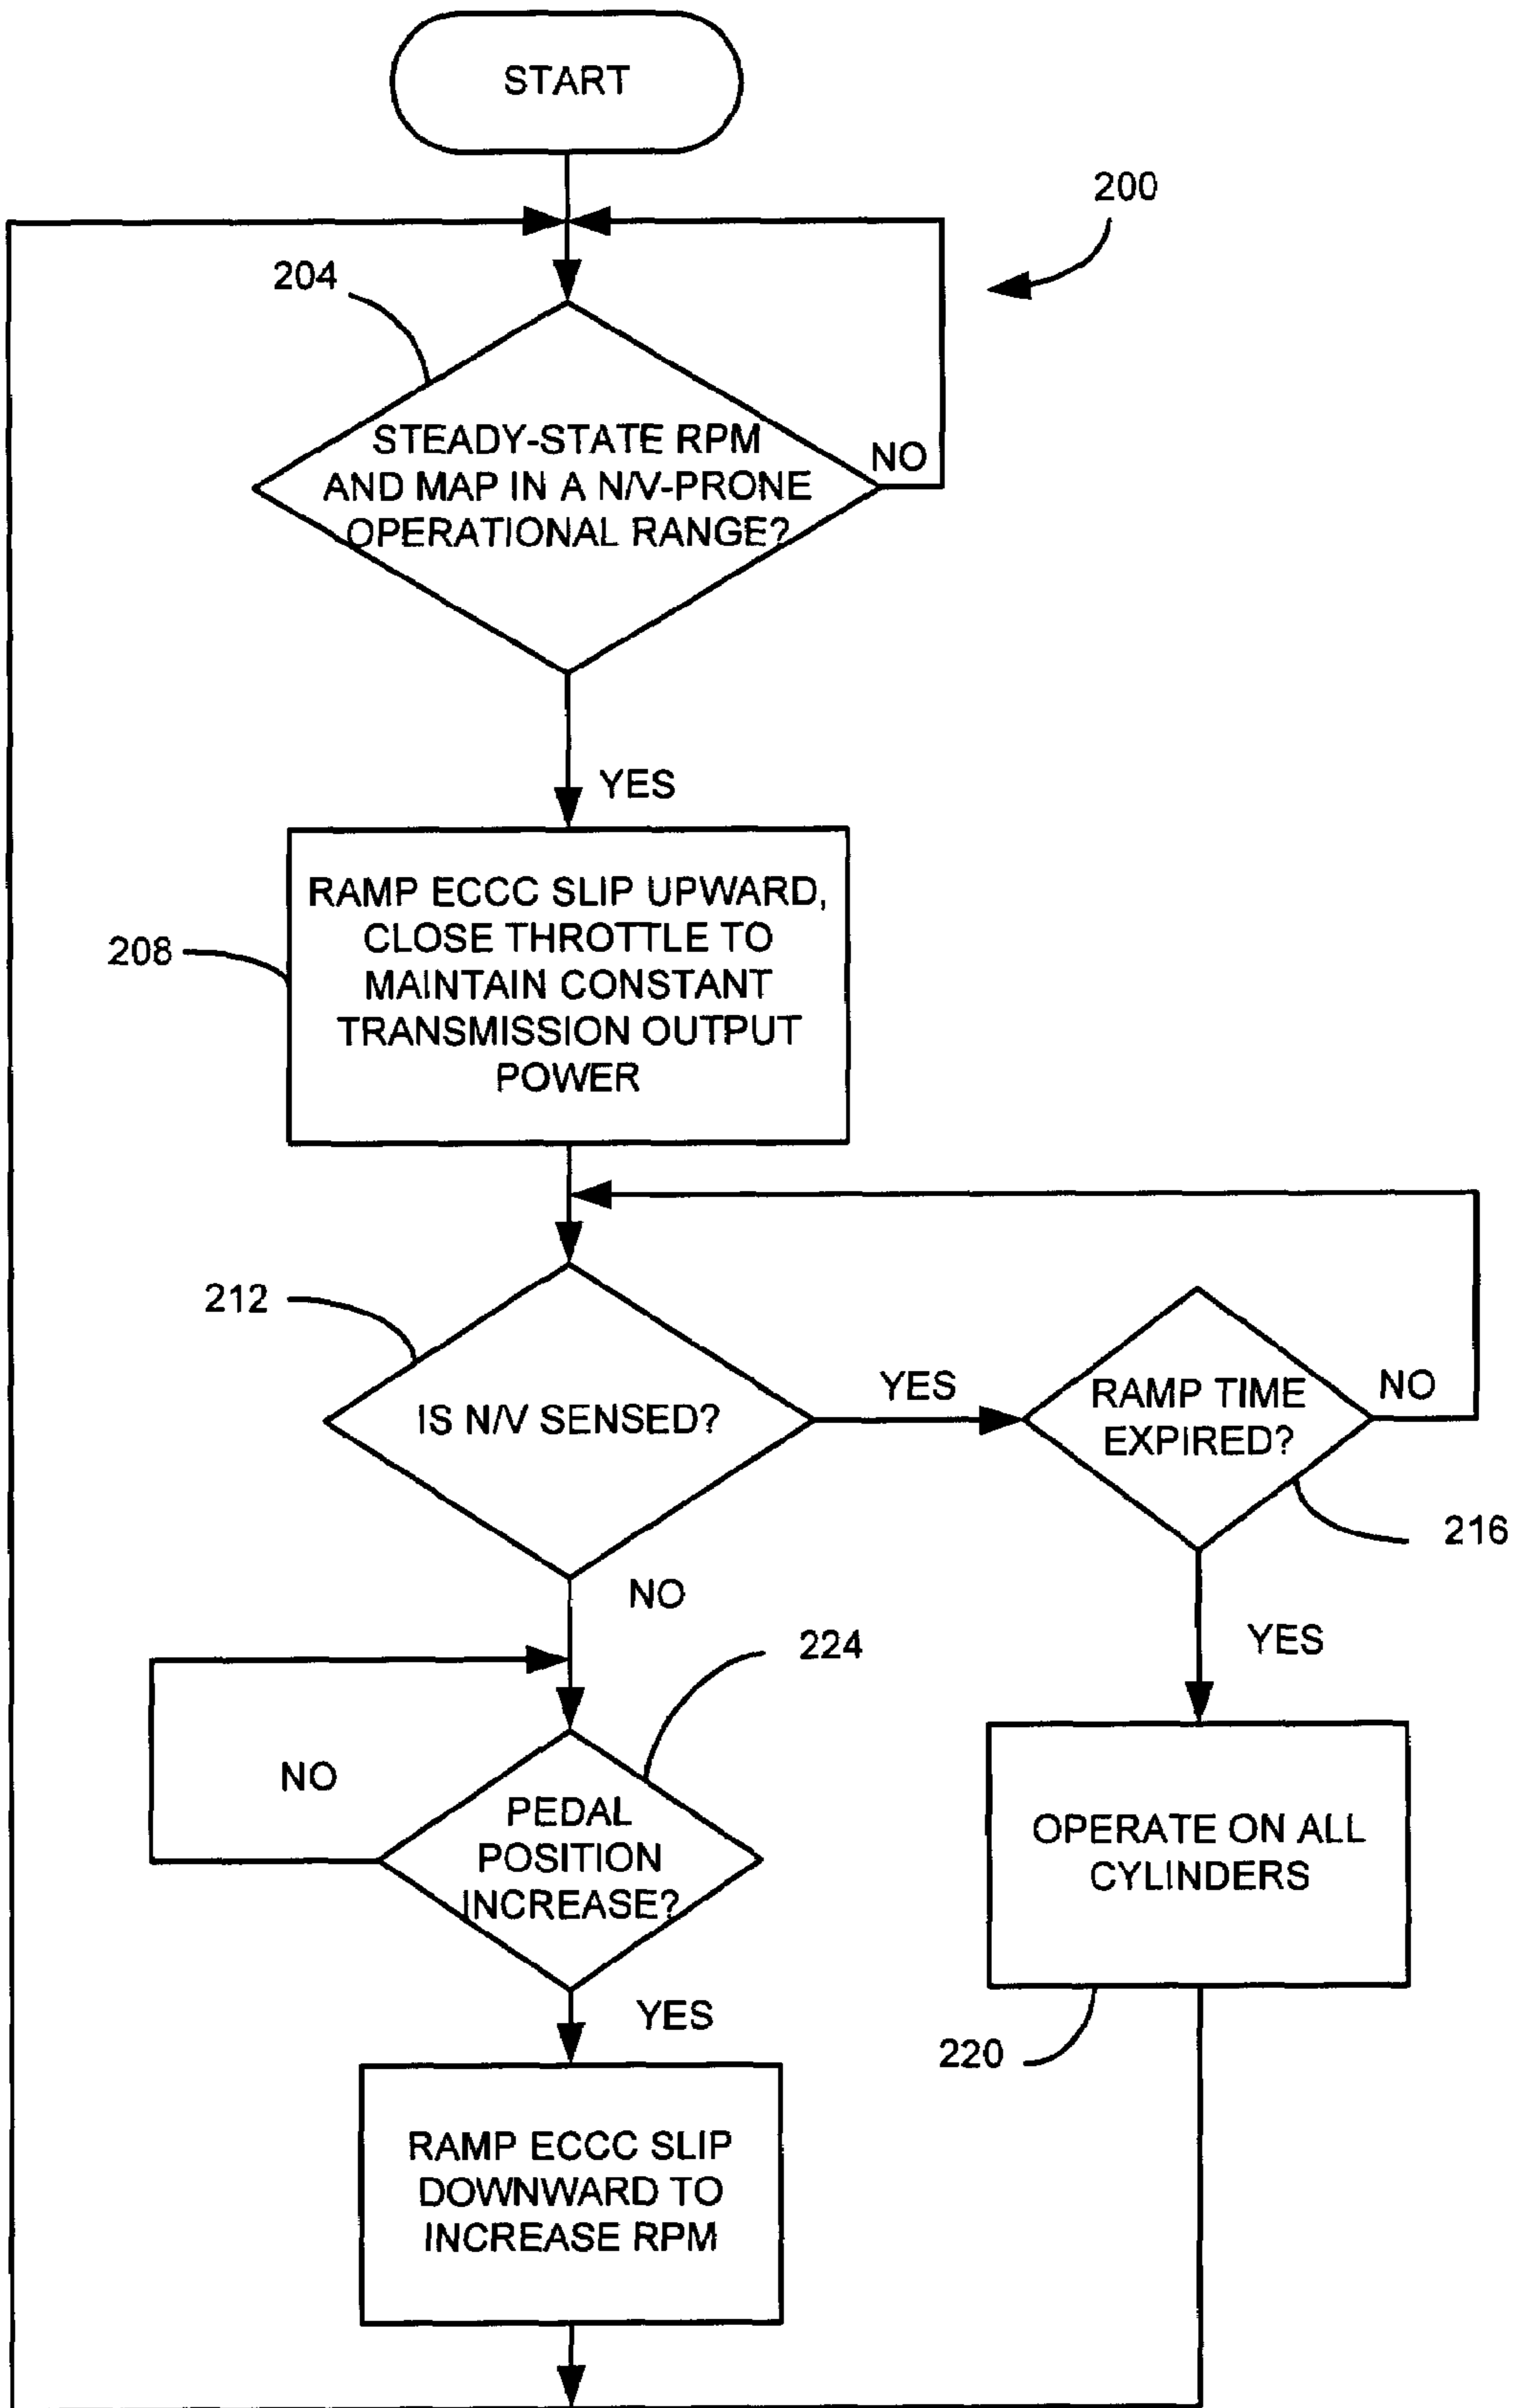 START
200
204
STEADY-STATE RPM
AND MAP IN A N/V-PRONE
OPERATIONAL RANGE?
NO
YES
RAMP ECCC SLIP UPWARD,
CLOSE THROTTLE TO
MAINTAIN CONSTANT
TRANSMISSION OUTPUT
POWER
208
212
IS N/V SENSED?
YES
RAMP TIME
EXPIRED?
NO
216
NO
YES
224
NO
PEDAL
POSITION
INCREASE?
OPERATE ON ALL
CYLINDERS
YES
220
RAMP ECCC SLIP
DOWNWARD TO
INCREASE RPM